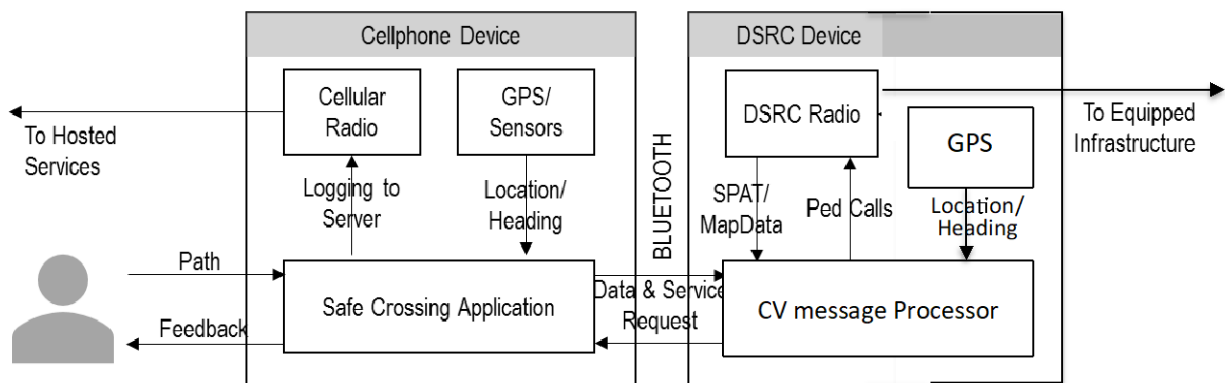 Cellphone Device
DSRC Device
Cellular
Radio
GPS/
Sensors
DSRC Radio
GPS
To Hosted
Services
To Equipped
Infrastructure
Logging to
Server
Location/
Heading
BLUETOOTH
SPAT/
MapData
Ped Calls
Location/
Heading
Path
Feedback
Safe Crossing Application
Data & Service
Request
CV message Processor